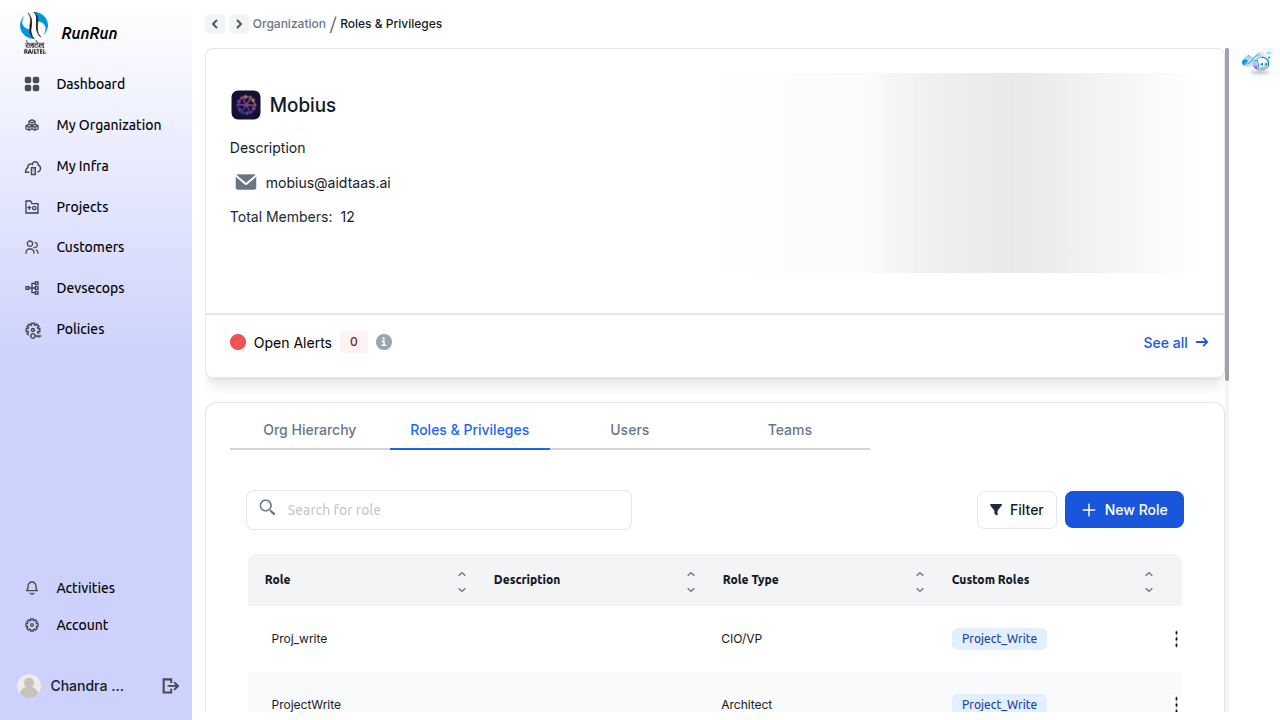 रेलटेल
RAILTEL
RunRun
Organization / Roles & Privileges
Dashboard
My Organization
My Infra
Projects
Customers
Devsecops
Policies
Activities
Account
Chandra ...
Mobius
Description
mobius@aidtaas.ai
Total Members: 12
Open Alerts 0
See all
Org Hierarchy Roles & Privileges Users Teams
Search for role
Filter
New Role
Role Description Role Type Custom Roles
Proj_write CIO/VP Project_Write
ProjectWrite Architect Project_Write